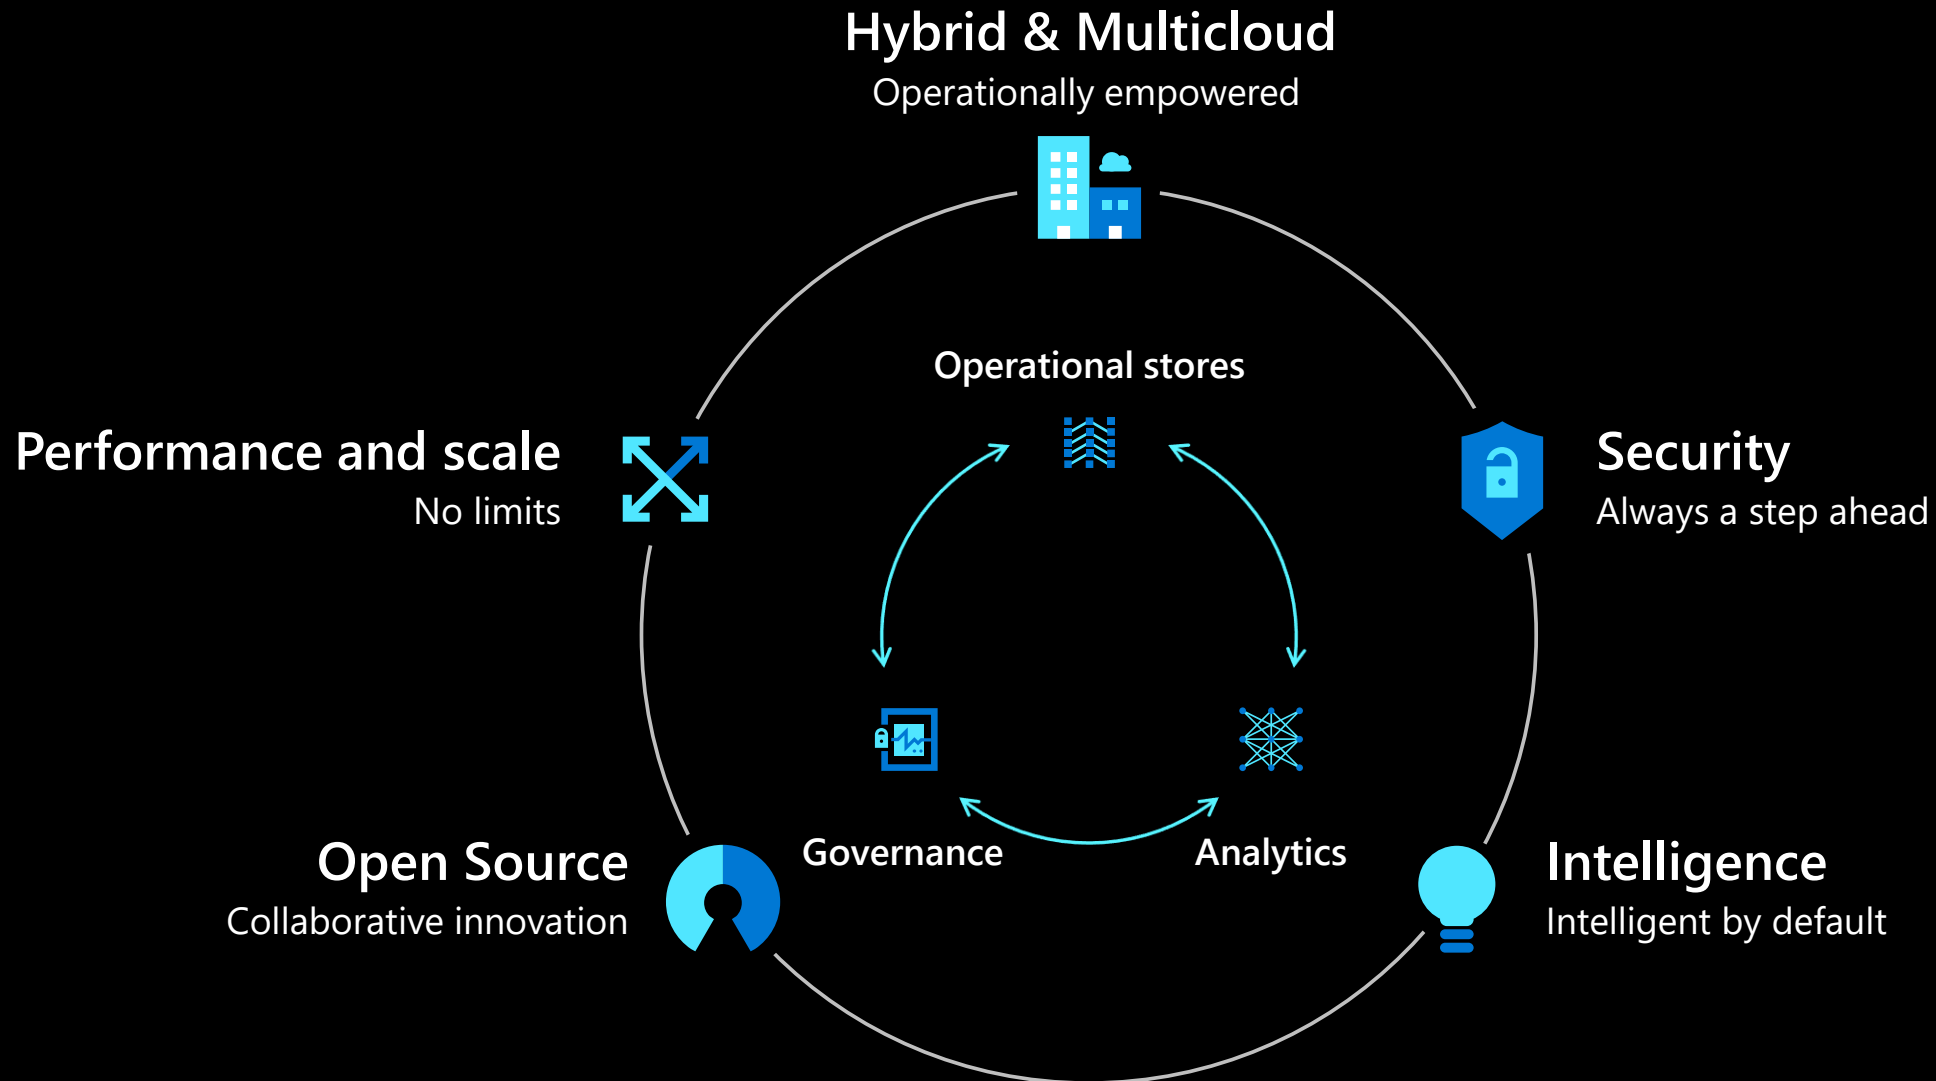 Hybrid & Multicloud
Operationally empowered
Operational stores
Performance and scale
No limits
Security
Always a step ahead
Governance
Analytics
Open Source
Collaborative innovation
Intelligence
Intelligent by default